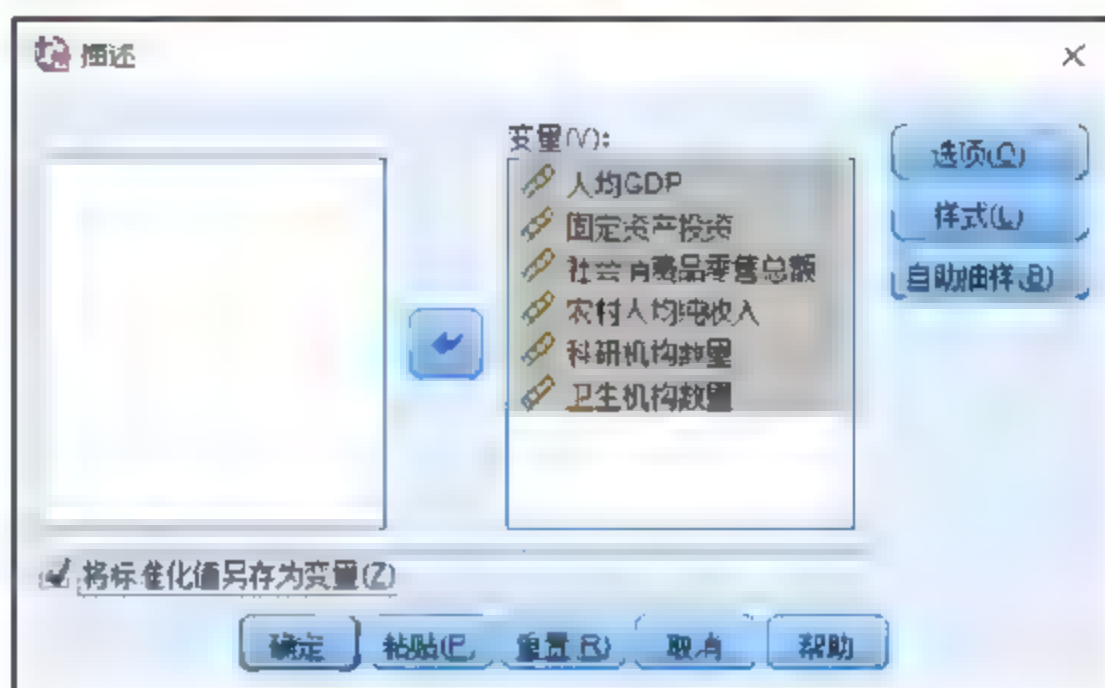 描述
变量(V):
人均GDP
固定资产投资
社会消费品零售总额
农村人均纯收入
科研机构数量
卫生机构数量
选项(O)
样式(L)
自助抽样(B)
将标准化值另存为变量(Z)
确定 粘贴(P) 重置(R) 取消 帮助